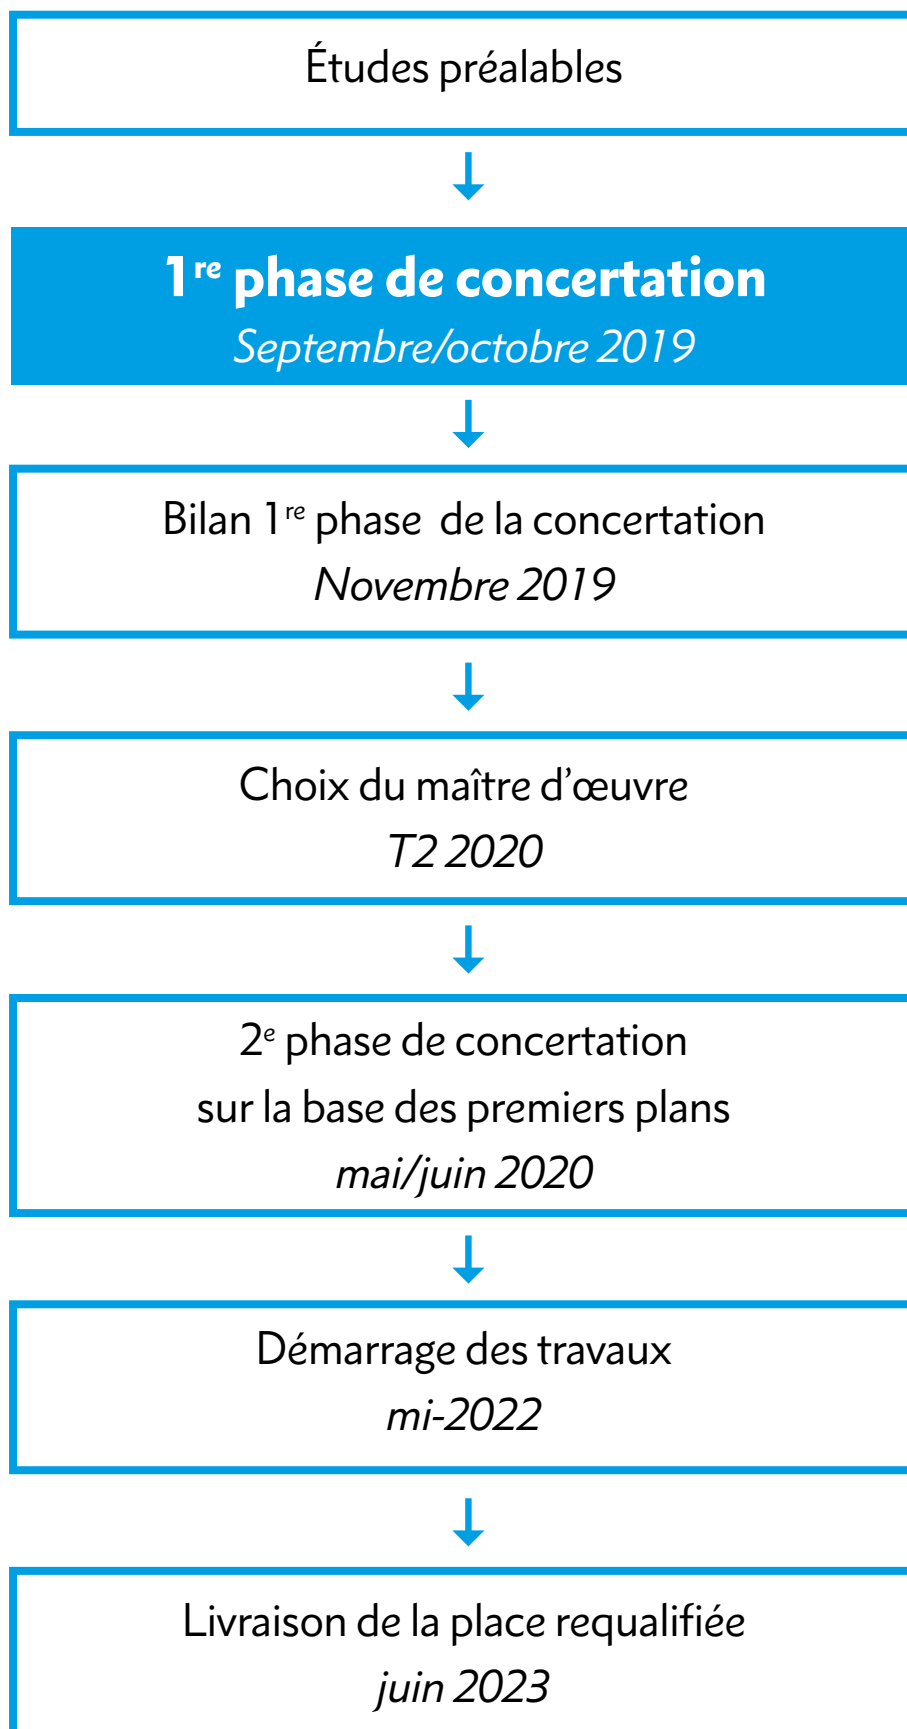 Études préalables
1re phase de concertation
Septembre/octobre 2019
Bilan 1re phase de la concertation
Novembre 2019
Choix du maître d’œuvre
T2 2020
2e phase de concertation
sur la base des premiers plans
mai/juin 2020
Démarrage des travaux
mi-2022
Livraison de la place requalifiée
juin 2023